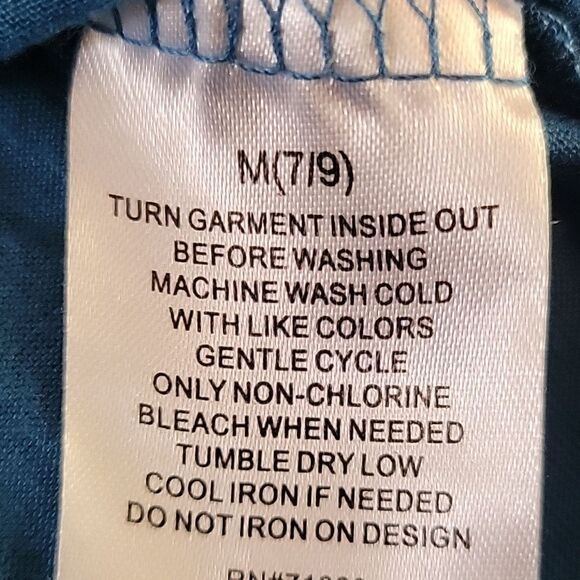 M(7/9)
TURN GARMENT INSIDE OUT
BEFORE WASHING
MACHINE WASH COLD
WITH LIKE COLORS
GENTLE CYCLE
ONLY NON-CHLORINE
BLEACH WHEN NEEDED
TUMBLE DRY LOW
COOL IRON IF NEEDED
DO NOT IRON ON DESIGN